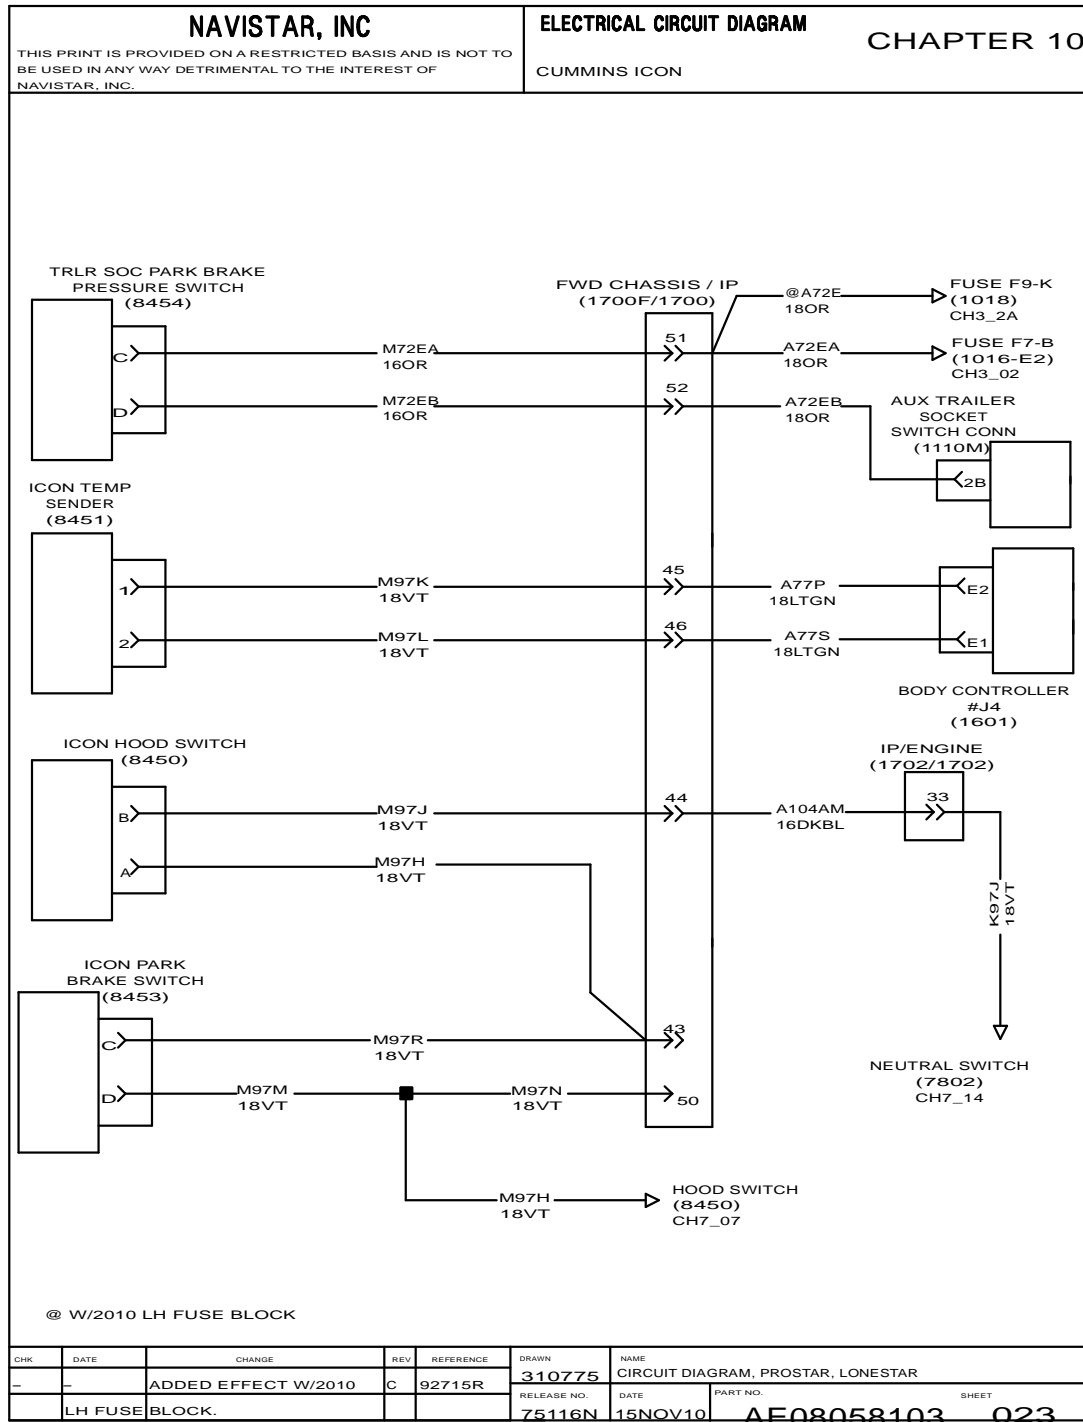 NAVISTAR, INC
THIS PRINT IS PROVIDED ON A RESTRICTED BASIS AND IS NOT TO
BE USED IN ANY WAY DETRIMENTAL TO THE INTEREST OF
NAVISTAR, INC.
ELECTRICAL CIRCUIT DIAGRAM
CUMMINS ICON
CHAPTER 10
TRLR SOC PARK BRAKE
PRESSURE SWITCH
(8454)
C
D
M72EA
16OR
M72EB
16OR
FWD CHASSIS / IP
(1700F/1700)
51
52
@A72E
18OR
A72EA
18OR
A72EB
18OR
FUSE F9-K
(1018)
CH3_2A
FUSE F7-B
(1016-E2)
CH3_02
AUX TRAILER
SOCKET
SWITCH CONN
(1110M)
2B
ICON TEMP
SENDER
(8451)
1
2
M97K
18VT
M97L
18VT
45
46
A77P
18LTGN
A77S
18LTGN
E2
E1
BODY CONTROLLER
#J4
(1601)
ICON HOOD SWITCH
(8450)
B
A
M97J
18VT
M97H
18VT
44
A104AM
16DKBL
IP/ENGINE
(1702/1702)
33
K97J
18VT
NEUTRAL SWITCH
(7802)
CH7_14
ICON PARK
BRAKE SWITCH
(8453)
C
D
M97R
18VT
43
M97M
18VT
M97N
18VT
50
M97H
18VT
HOOD SWITCH
(8450)
CH7_07
@ W/2010 LH FUSE BLOCK
CHK DATE CHANGE REV REFERENCE
– – ADDED EFFECT W/2010 C 92715R
LH FUSE BLOCK.
DRAWN
310775
NAME
CIRCUIT DIAGRAM, PROSTAR, LONESTAR
RELEASE NO.
75116N
DATE
15NOV10
PART NO.
AE08058103
SHEET
023